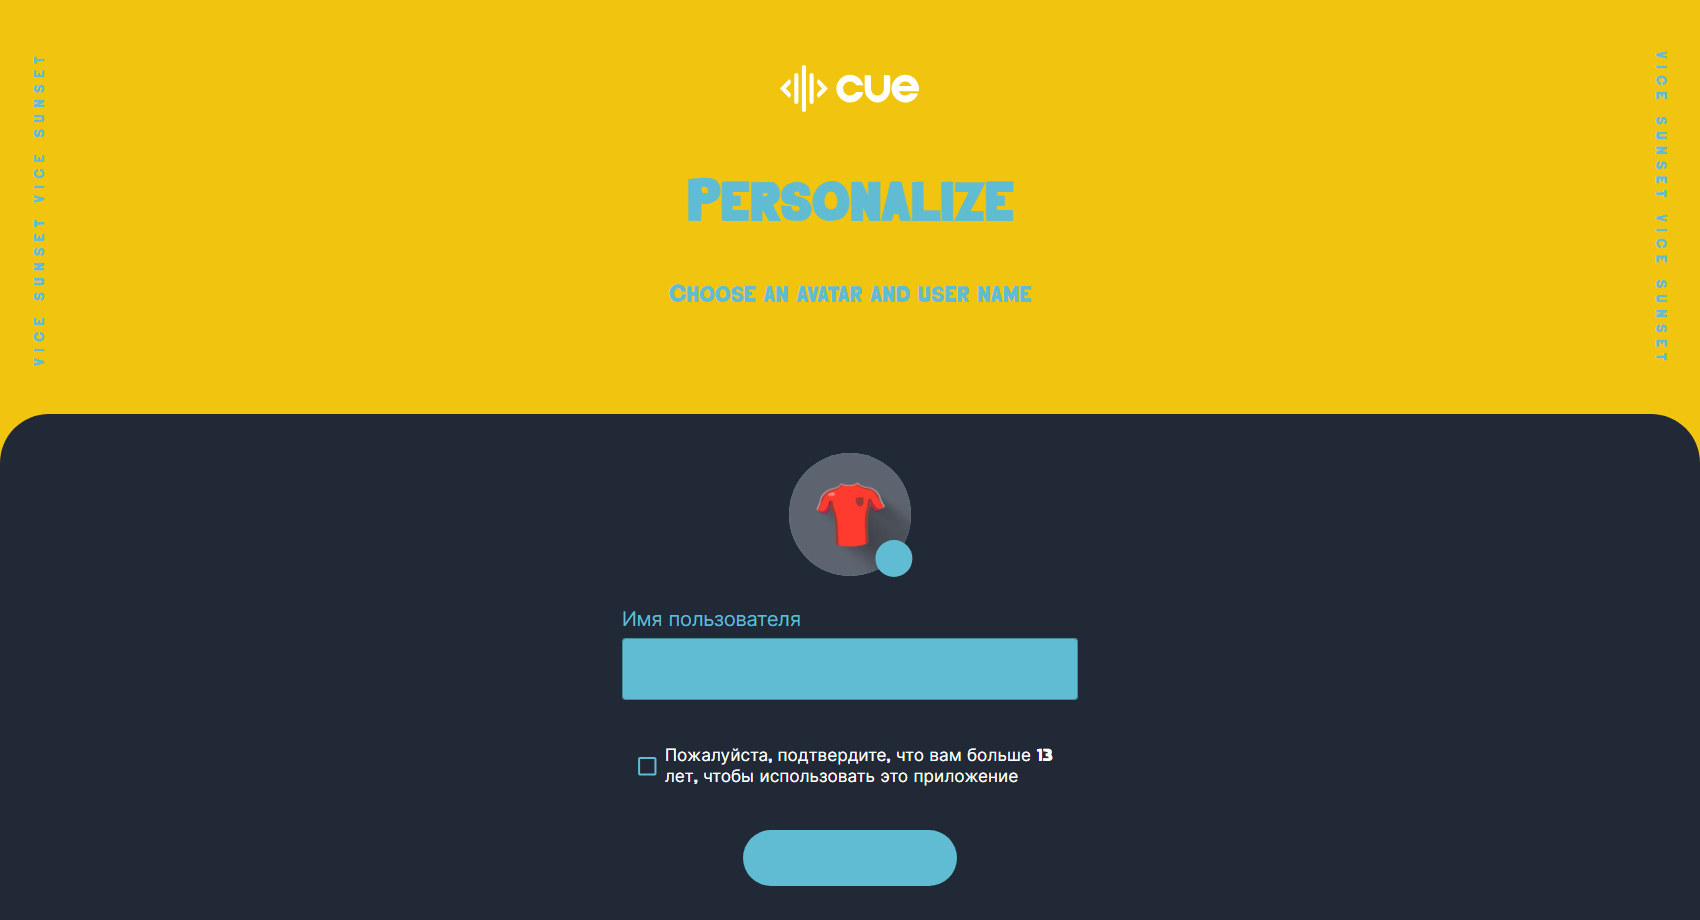 VICE SUNSET VICE SUNSET
cue
VICE SUNSET VICE SUNSET
Personalize
Choose an avatar and user name
Имя пользователя
Пожалуйста, подтвердите, что вам больше 13
лет, чтобы использовать это приложение